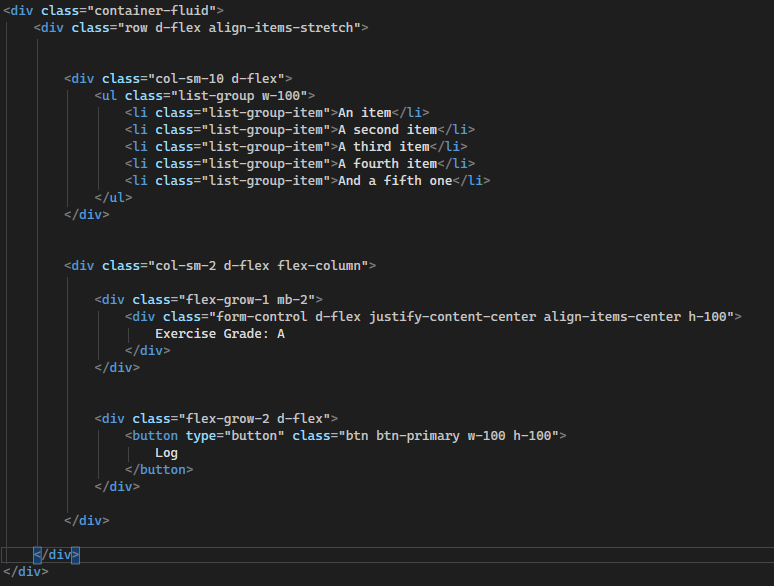 <div class="container-fluid">
<div class="row d-flex align-items-stretch">
<div class="col-sm-10 d-flex">
<ul class="list-group w-100">
<li class="list-group-item">An item</li>
<li class="list-group-item">A second item</li>
<li class="list-group-item">A third item</li>
<li class="list-group-item">A fourth item</li>
<li class="list-group-item">And a fifth one</li>
</ul>
</div>
<div class="col-sm-2 d-flex flex-column">
<div class="flex-grow-1 mb-2">
<div class="form-control d-flex justify-content-center align-items-center h-100">
Exercise Grade: A
</div>
</div>
<div class="flex-grow-2 d-flex">
<button type="button" class="btn btn-primary w-100 h-100">
Log
</button>
</div>
</div>
</div>
</div>